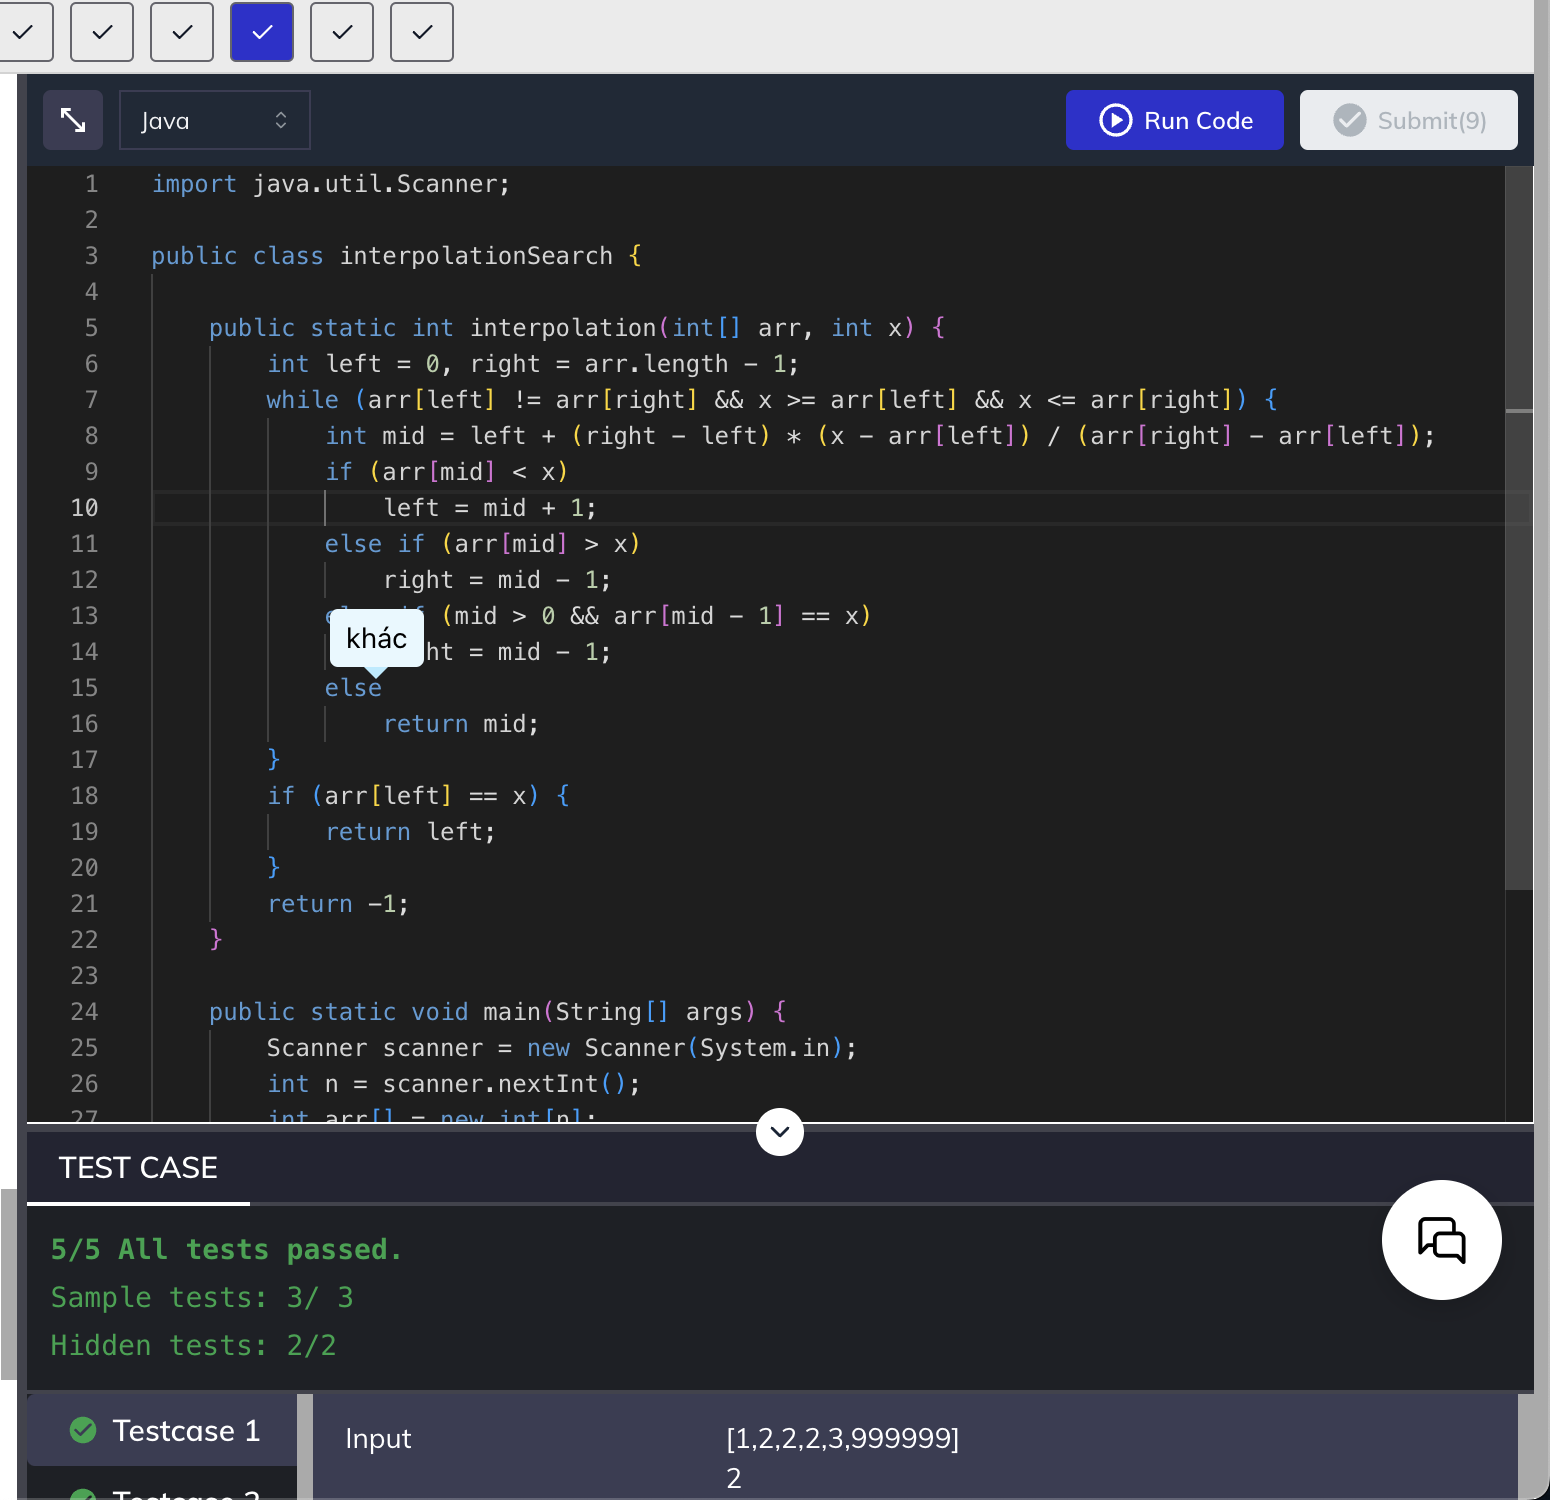 Java
Run Code
Submit(9)
1 import java.util.Scanner;
2
3 public class interpolationSearch {
4
5 public static int interpolation(int[] arr, int x) {
6 int left = 0, right = arr.length - 1;
7 while (arr[left] != arr[right] && x >= arr[left] && x <= arr[right]) {
8 int mid = left + (right - left) * (x - arr[left]) / (arr[right] - arr[left]);
9 if (arr[mid] < x)
10 left = mid + 1;
11 else if (arr[mid] > x)
12 right = mid - 1;
13 (mid > 0 && arr[mid - 1] == x)
khác
14 ht = mid - 1;
15 else
16 return mid;
17 }
18 if (arr[left] == x) {
19 return left;
20 }
21 return -1;
22 }
23
24 public static void main(String[] args) {
25 Scanner scanner = new Scanner(System.in);
26 int n = scanner.nextInt();
27 int arr[] = new int[n];
TEST CASE
5/5 All tests passed.
Sample tests: 3/ 3
Hidden tests: 2/2
Testcase 1
Input [1,2,2,2,3,999999]
2
Testcase 2